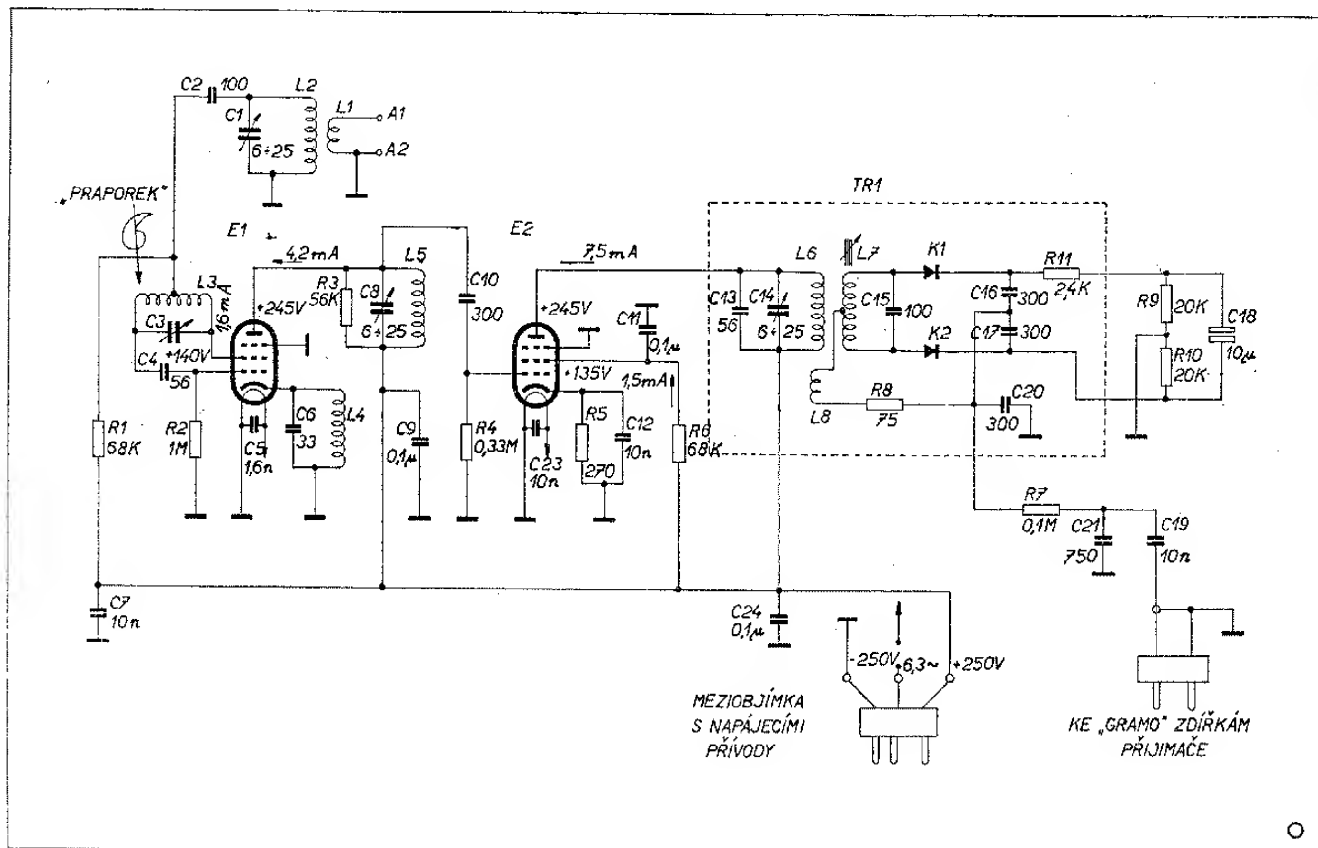 C2 100
L2
C1
L1
A1
A2
6÷25
„PRAPOREK"
E1
4,2mA
L3
1,6mA
C3
+140V
C4
56
+245V
R3
56K
C8
6÷25
L5
R1
68K
R2
1M
C5
1,6n
C6
33
L4
C9
0,1µ
C7
10n
C10
300
E2
7,5mA
+245V
C11
0,1µ
+135V
1,5mA
R4
0,33M
C23
10n
R5
270
C12
10n
R6
68K
TR1
L6
L7
C13
56
C14
6÷25
C15
100
K1
K2
C16
300
C17
300
R11
2,4K
R9
20K
R10
20K
C18
10µ
L8
R8
75
C20
300
R7
0,1M
C21
750
C19
10n
C24
0,1µ
-250V
6,3~
+250V
MEZIOBJÍMKA
S NAPÁJECÍMI
PŘÍVODY
KE „GRAMO" ZDÍŘKÁM
PŘIJIMAČE